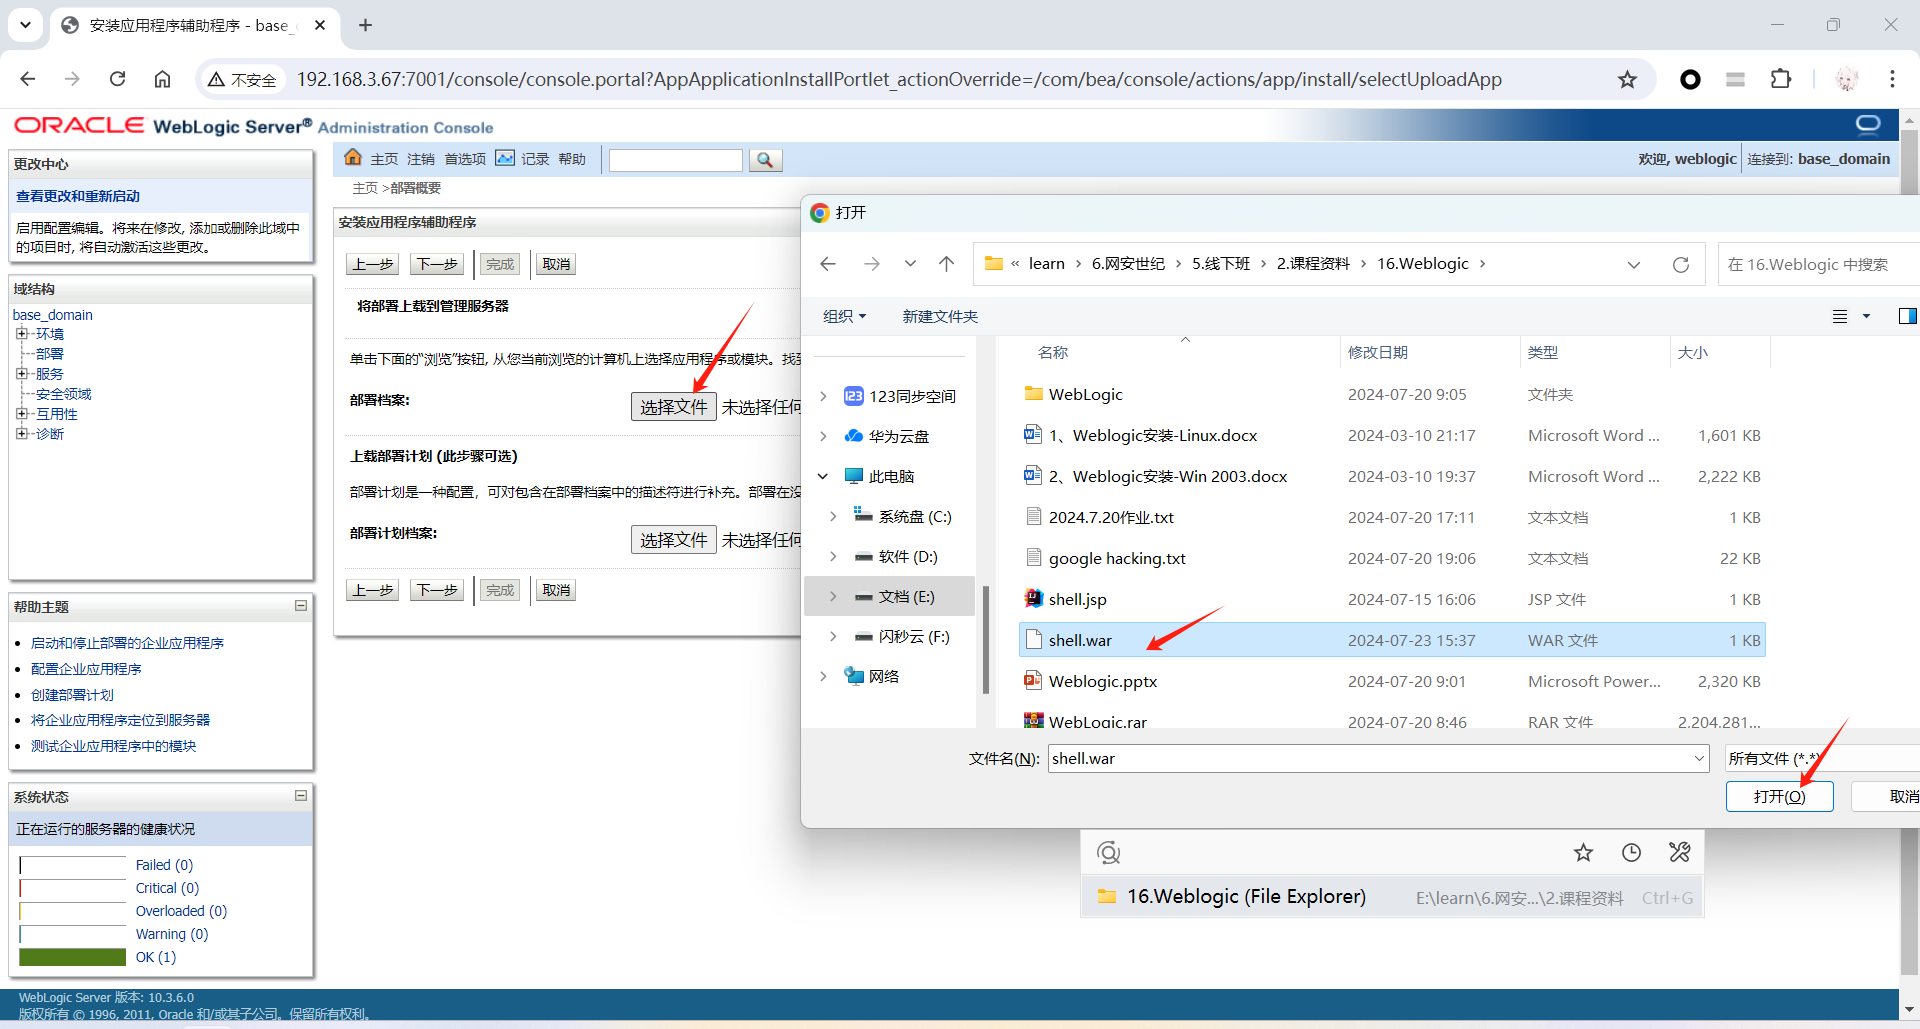 安装应用程序辅助程序 - base_
不安全
192.168.3.67:7001/console/console.portal?AppApplicationInstallPortlet_actionOverride=/com/bea/console/actions/app/install/selectUploadApp
ORACLE WebLogic Server® Administration Console
更改中心
查看更改和重新启动
启用配置编辑。将来在修改, 添加或删除此域中
的项目时, 将自动激活这些更改。
域结构
base_domain
环境
部署
服务
安全领域
互用性
诊断
帮助主题
启动和停止部署的企业应用程序
配置企业应用程序
创建部署计划
将企业应用程序定位到服务器
测试企业应用程序中的模块
系统状态
正在运行的服务器的健康状况
Failed (0)
Critical (0)
Overloaded (0)
Warning (0)
OK (1)
主页 注销 首选项 记录 帮助
欢迎, weblogic 连接到: base_domain
主页 >部署概要
安装应用程序辅助程序
上一步 下一步 完成 取消
将部署上载到管理服务器
单击下面的“浏览”按钮, 从您当前浏览的计算机上选择应用程序或模块。找到
部署档案:
选择文件 未选择任何
上载部署计划 (此步骤可选)
部署计划是一种配置，可对包含在部署档案中的描述符进行补充。部署在没
部署计划档案:
选择文件 未选择任何
上一步 下一步 完成 取消
打开
« learn › 6.网安世纪 › 5.线下班 › 2.课程资料 › 16.Weblogic ›
在 16.Weblogic 中搜索
组织 新建文件夹
123 123同步空间
华为云盘
此电脑
系统盘 (C:)
软件 (D:)
文档 (E:)
闪秒云 (F:)
网络
名称 修改日期 类型 大小
WebLogic 2024-07-20 9:05 文件夹
1、Weblogic安装-Linux.docx 2024-03-10 21:17 Microsoft Word ... 1,601 KB
2、Weblogic安装-Win 2003.docx 2024-03-10 19:37 Microsoft Word ... 2,222 KB
2024.7.20作业.txt 2024-07-20 17:11 文本文档 1 KB
google hacking.txt 2024-07-20 19:06 文本文档 22 KB
shell.jsp 2024-07-15 16:06 JSP 文件 1 KB
shell.war 2024-07-23 15:37 WAR 文件 1 KB
Weblogic.pptx 2024-07-20 9:01 Microsoft Power... 2,320 KB
WebLogic.rar 2024-07-20 8:46 RAR 文件 2,204,281...
文件名(N): shell.war 所有文件 (*.*)
打开(O) 取消
16.Weblogic (File Explorer) E:\learn\6.网安...\2.课程资料 Ctrl+G
WebLogic Server 版本: 10.3.6.0
版权所有 © 1996, 2011, Oracle 和/或其子公司。保留所有权利。